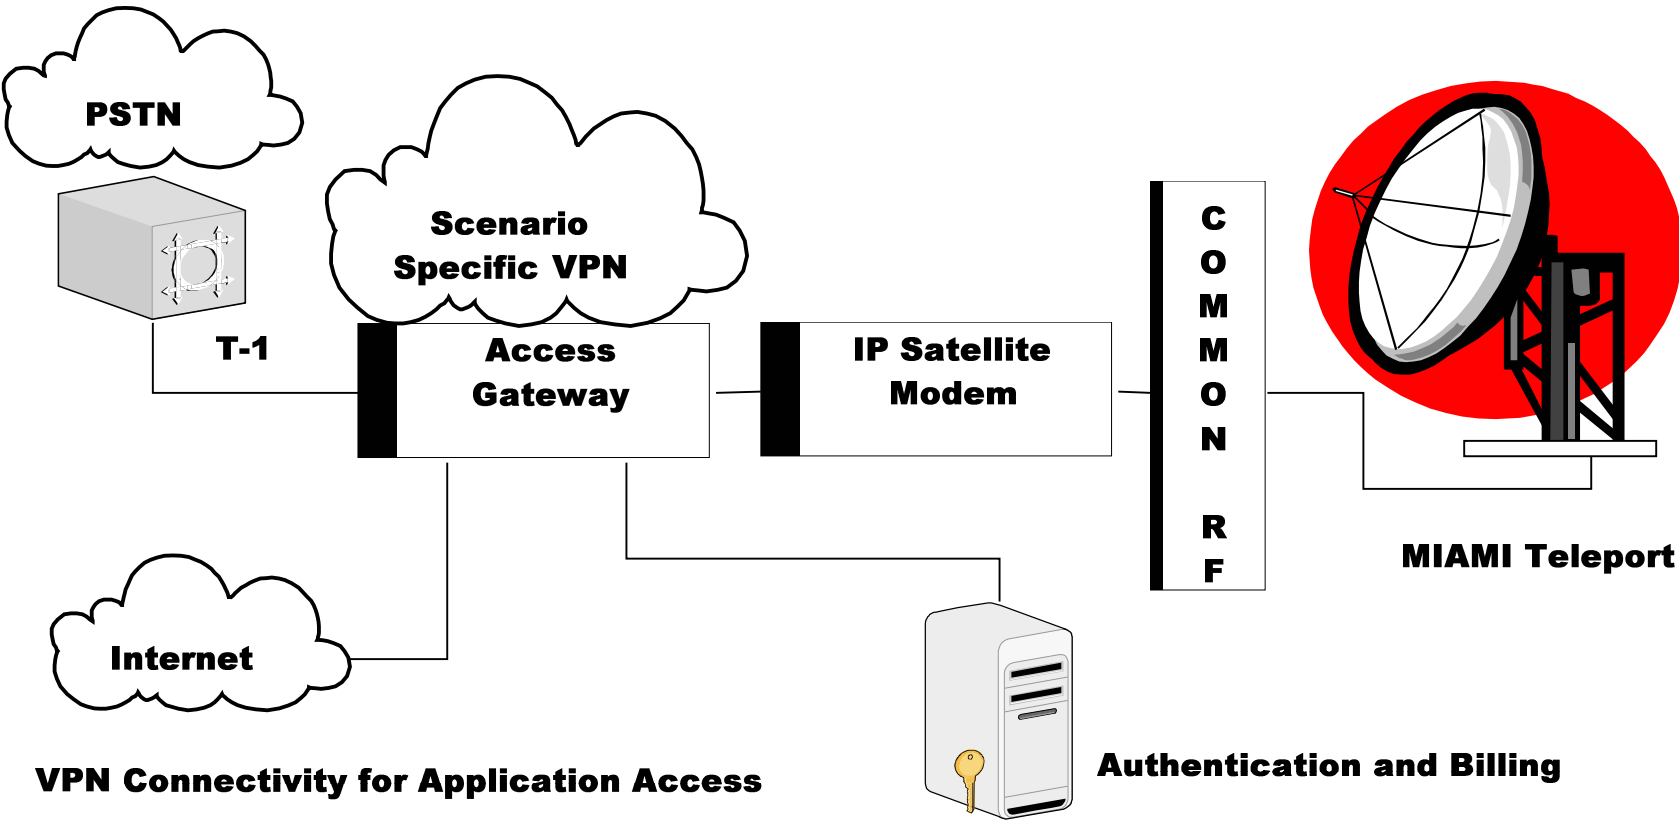 PSTN
Scenario
Specific VPN
T-1
Access
Gateway
IP Satellite
Modem
C
O
M
M
O
N
R
F
MIAMI Teleport
Internet
VPN Connectivity for Application Access
Authentication and Billing